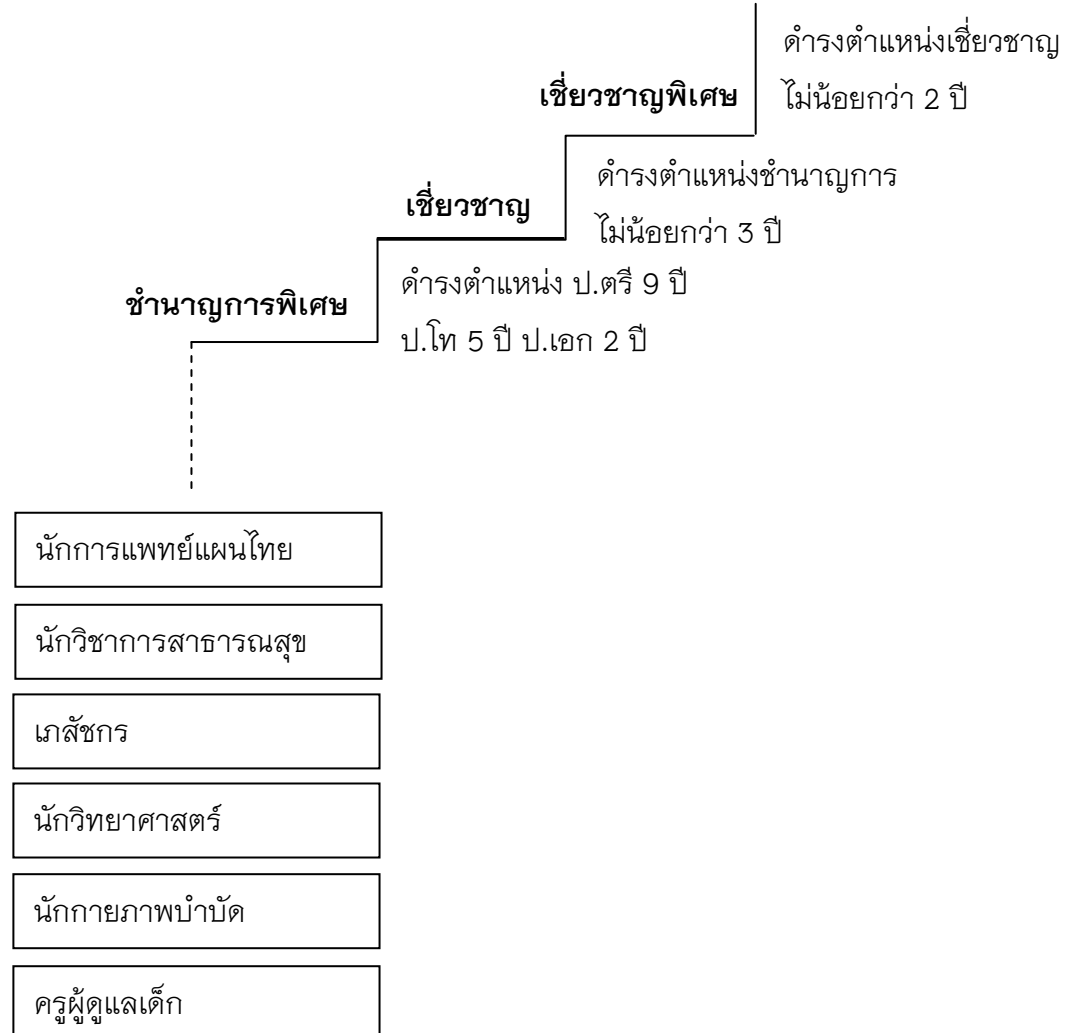 ดำรงตำแหน่งเชี่ยวชาญ
ไม่น้อยกว่า 2 ปี
เชี่ยวชาญพิเศษ
ดำรงตำแหน่งชำนาญการ
ไม่น้อยกว่า 3 ปี
เชี่ยวชาญ
ดำรงตำแหน่ง ป.ตรี 9 ปี
ป.โท 5 ปี ป.เอก 2 ปี
ชำนาญการพิเศษ
นักการแพทย์แผนไทย
นักวิชาการสาธารณสุข
เภสัชกร
นักวิทยาศาสตร์
นักกายภาพบำบัด
ครูผู้ดูแลเด็ก